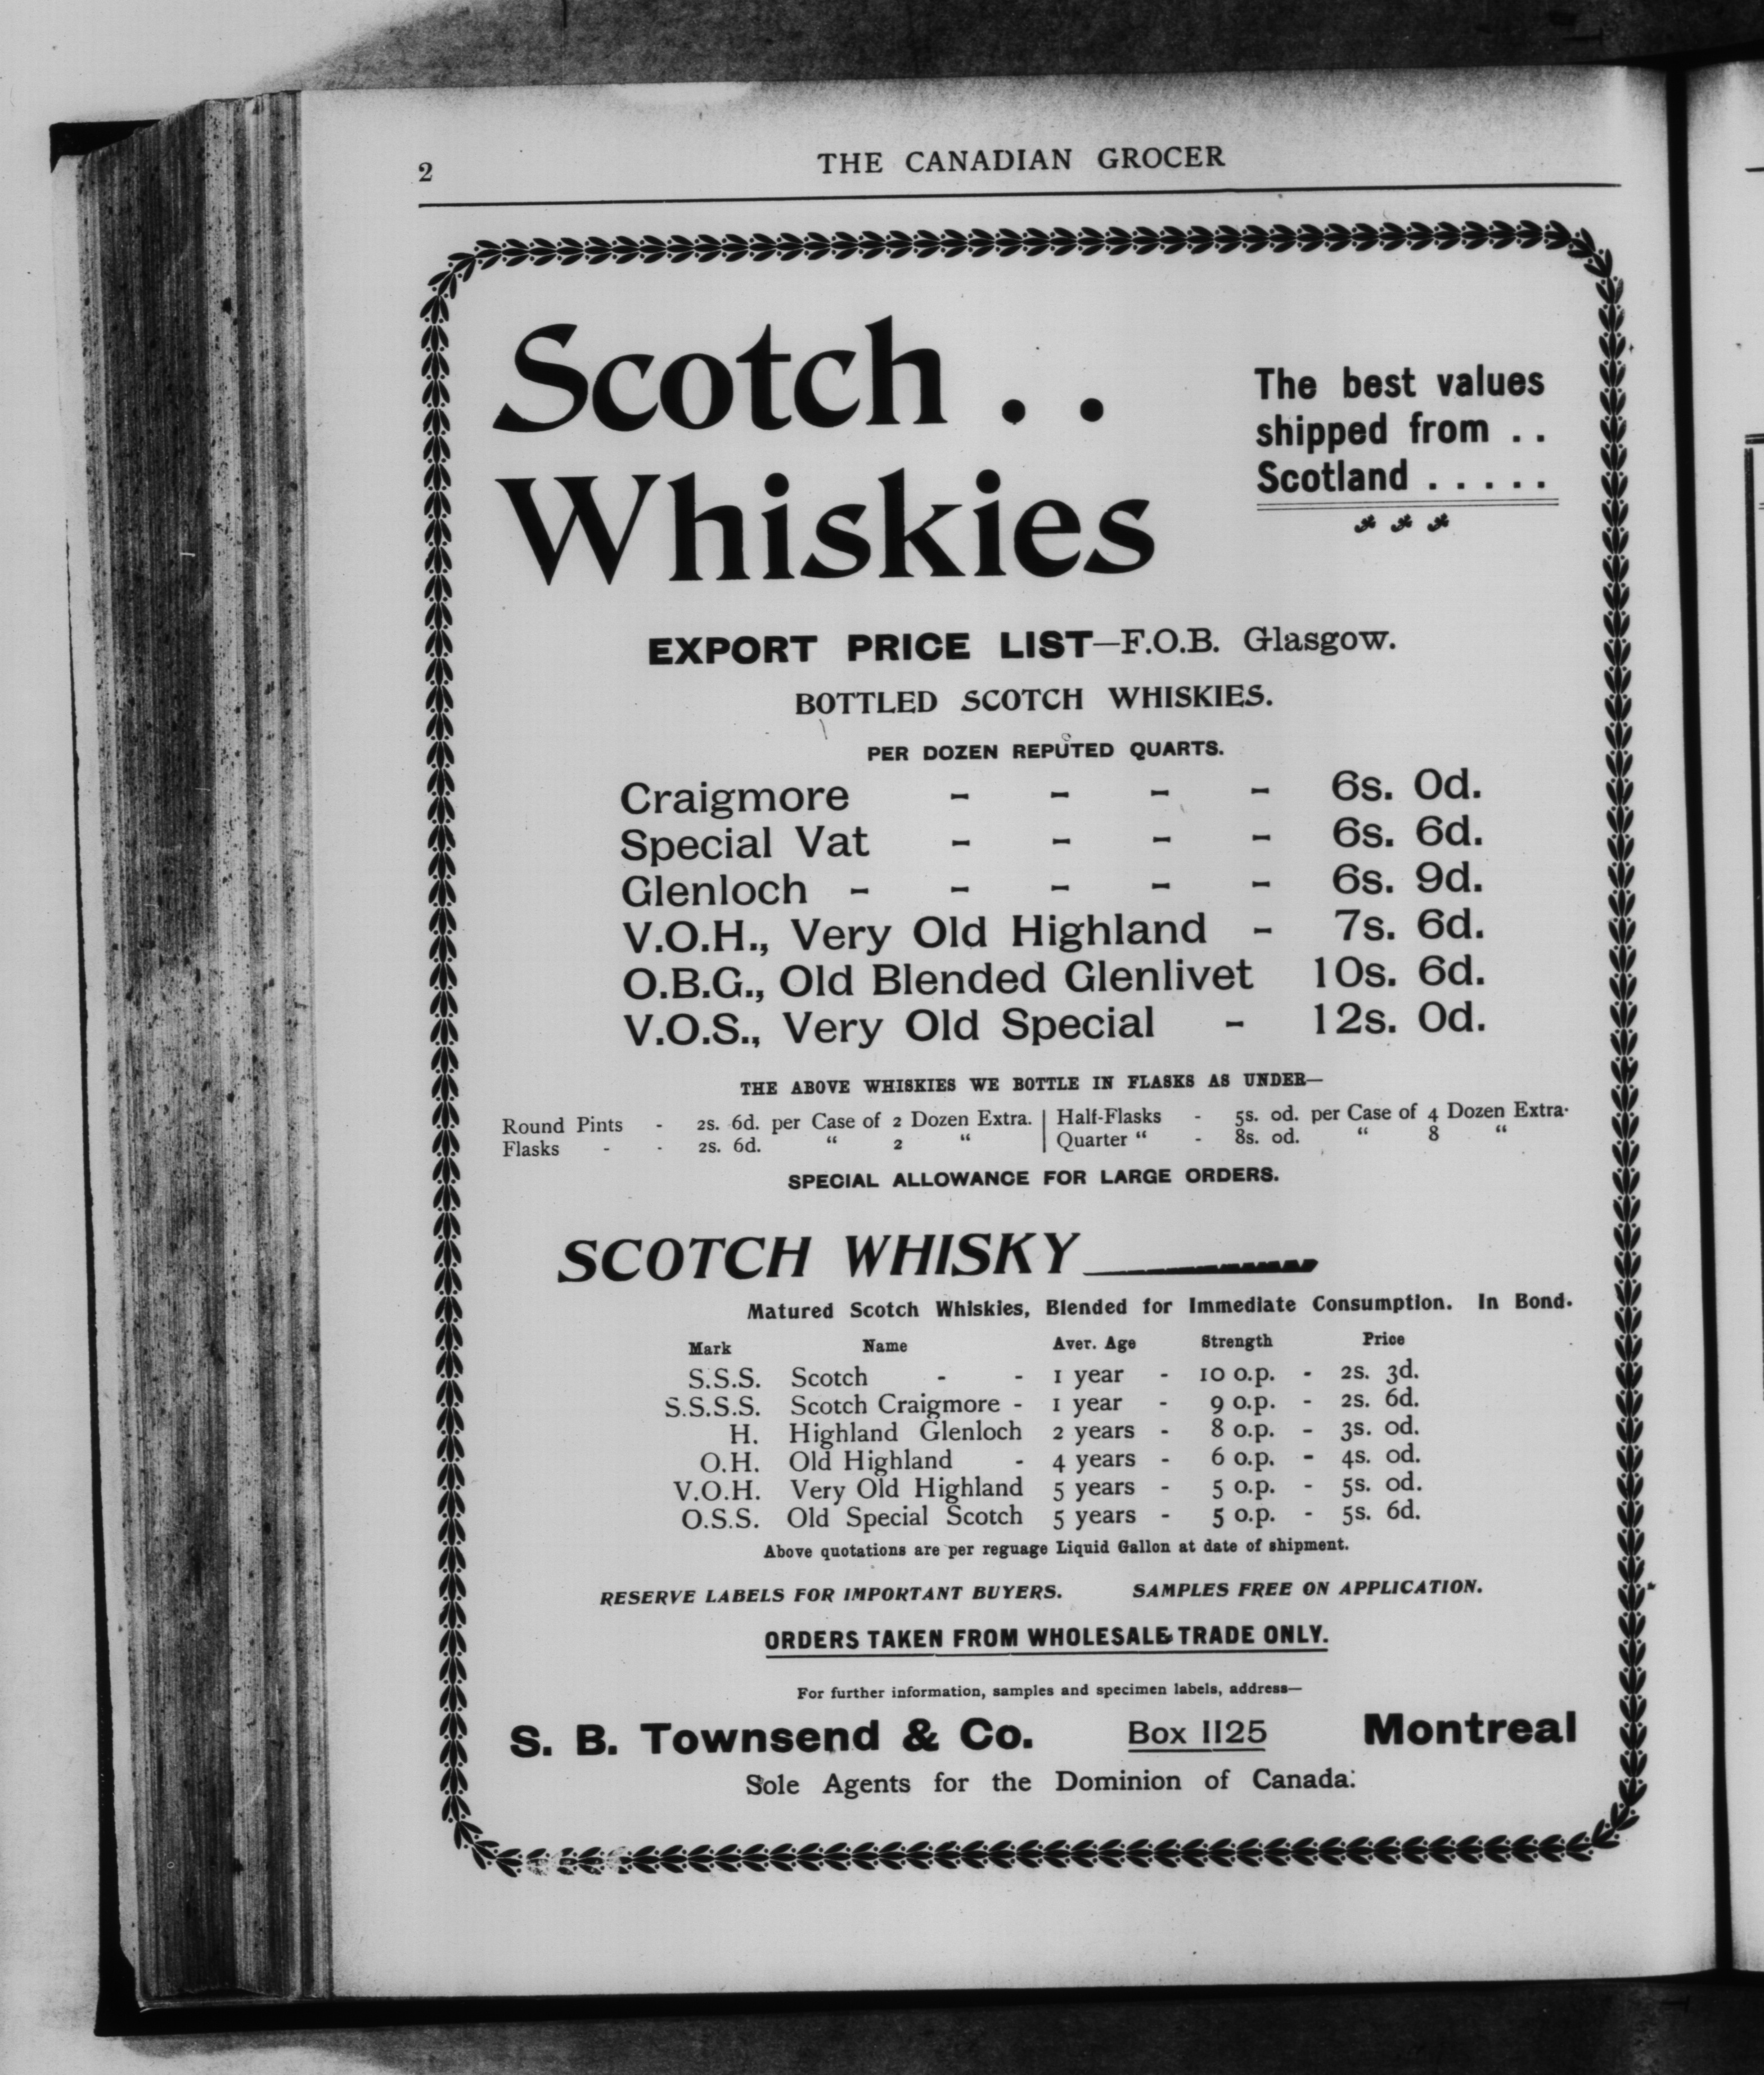 2
THE CANADIAN GROCER
Scotch . .
Whiskies
The best values
shipped from . .
Scotland . . . . .
EXPORT PRICE LIST—F.O.B. Glasgow.
BOTTLED SCOTCH WHISKIES.
PER DOZEN REPUTED QUARTS.
Craigmore - - - - 6s. 0d.
Special Vat - - - - 6s. 6d.
Glenloch - - - - - 6s. 9d.
V.O.H., Very Old Highland - 7s. 6d.
O.B.G., Old Blended Glenlivet 10s. 6d.
V.O.S., Very Old Special - 12s. 0d.
THE ABOVE WHISKIES WE BOTTLE IN FLASKS AS UNDER—
Round Pints - 2s. 6d. per Case of 2 Dozen Extra. | Half-Flasks - 5s. 0d. per Case of 4 Dozen Extra.
Flasks - - 2s. 6d. “ 2 “ | Quarter “ - 8s. 0d. “ 8 “
SPECIAL ALLOWANCE FOR LARGE ORDERS.
SCOTCH WHISKY
Matured Scotch Whiskies, Blended for Immediate Consumption. In Bond.
Mark Name Aver. Age Strength Price
S.S.S. Scotch - - 1 year - 10 o.p. - 2s. 3d.
S.S.S.S. Scotch Craigmore - 1 year - 9 o.p. - 2s. 6d.
H. Highland Glenloch 2 years - 8 o.p. - 3s. 0d.
O.H. Old Highland - 4 years - 6 o.p. - 4s. 0d.
V.O.H. Very Old Highland 5 years - 5 o.p. - 5s. 0d.
O.S.S. Old Special Scotch 5 years - 5 o.p. - 5s. 6d.
Above quotations are per reguage Liquid Gallon at date of shipment.
RESERVE LABELS FOR IMPORTANT BUYERS. SAMPLES FREE ON APPLICATION.
ORDERS TAKEN FROM WHOLESALE TRADE ONLY.
For further information, samples and specimen labels, address—
S. B. Townsend & Co. Box 1125 Montreal
Sole Agents for the Dominion of Canada.